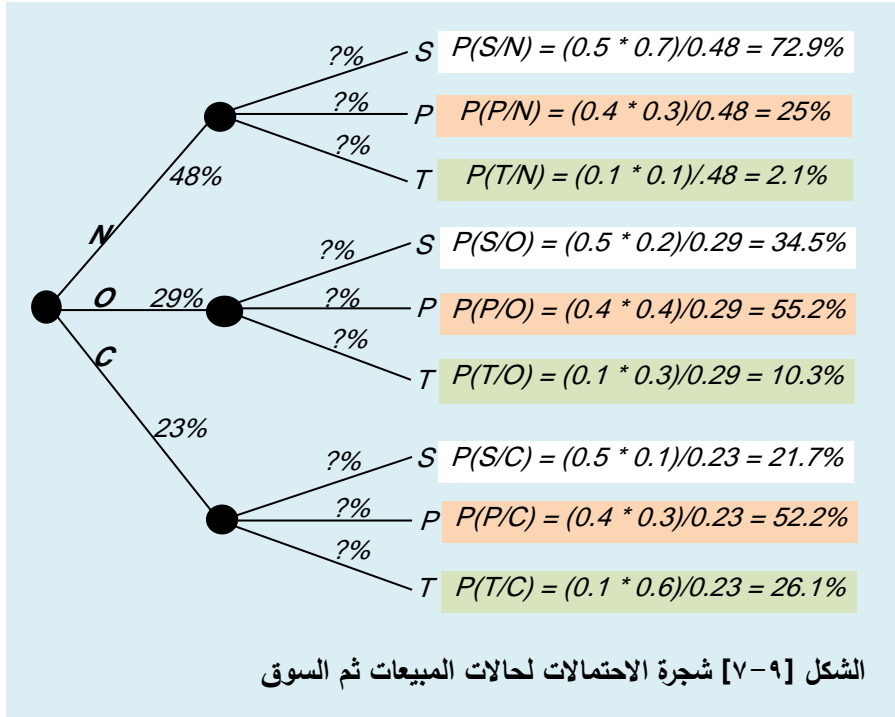 ?% S P(S/N) = (0.5 * 0.7)/0.48 = 72.9%
?% P P(P/N) = (0.4 * 0.3)/0.48 = 25%
?% T P(T/N) = (0.1 * 0.1)/.48 = 2.1%
48%
N
?% S P(S/O) = (0.5 * 0.2)/0.29 = 34.5%
O 29% ?% P P(P/O) = (0.4 * 0.4)/0.29 = 55.2%
?% T P(T/O) = (0.1 * 0.3)/0.29 = 10.3%
C
23%
?% S P(S/C) = (0.5 * 0.1)/0.23 = 21.7%
?% P P(P/C) = (0.4 * 0.3)/0.23 = 52.2%
?% T P(T/C) = (0.1 * 0.6)/0.23 = 26.1%
الشكل [٩-٧] شجرة الاحتمالات لحالات المبيعات ثم السوق